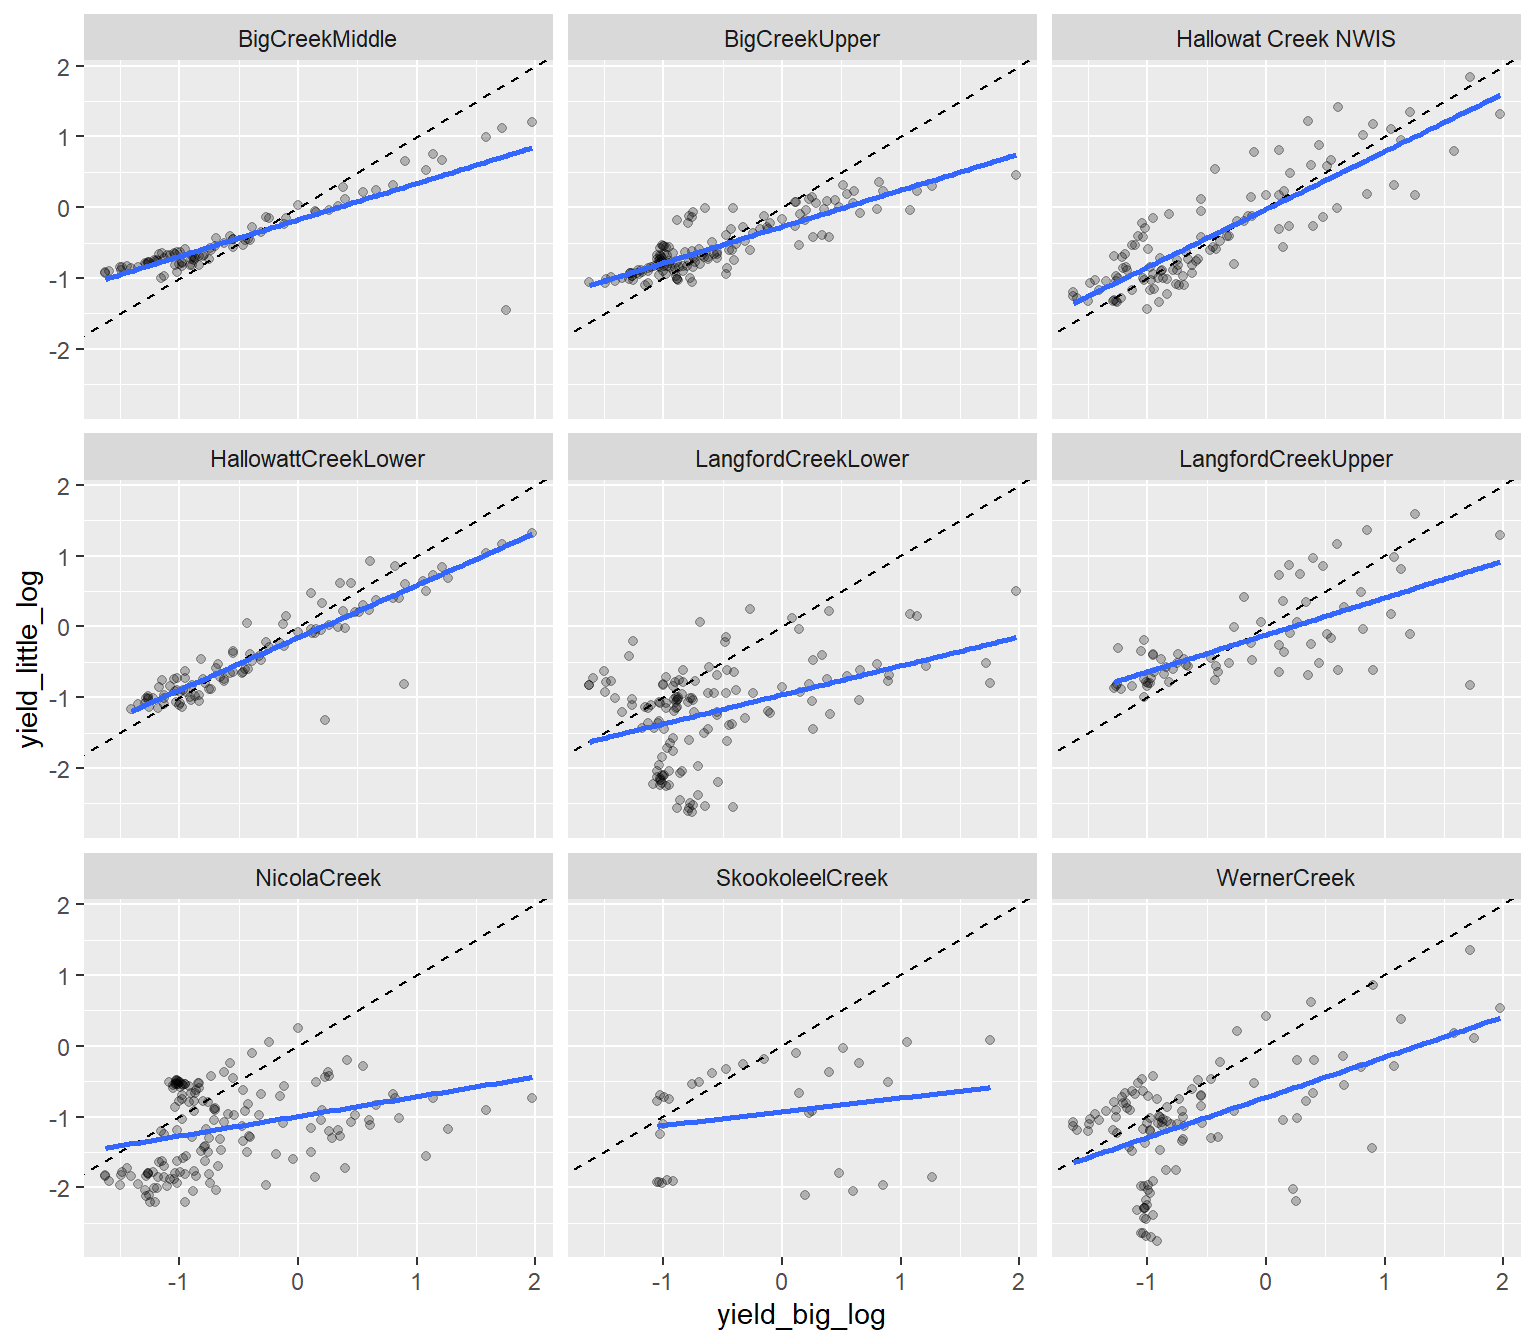 BigCreekMiddle
BigCreekUpper
Hallowat Creek NWIS
2
1
0
-1
-2
HallowattCreekLower
LangfordCreekLower
LangfordCreekUpper
2
1
0
-1
-2
yield_little_log
NicolaCreek
SkookoleelCreek
WernerCreek
2
1
0
-1
-2
-1 0 1 2
-1 0 1 2
-1 0 1 2
yield_big_log